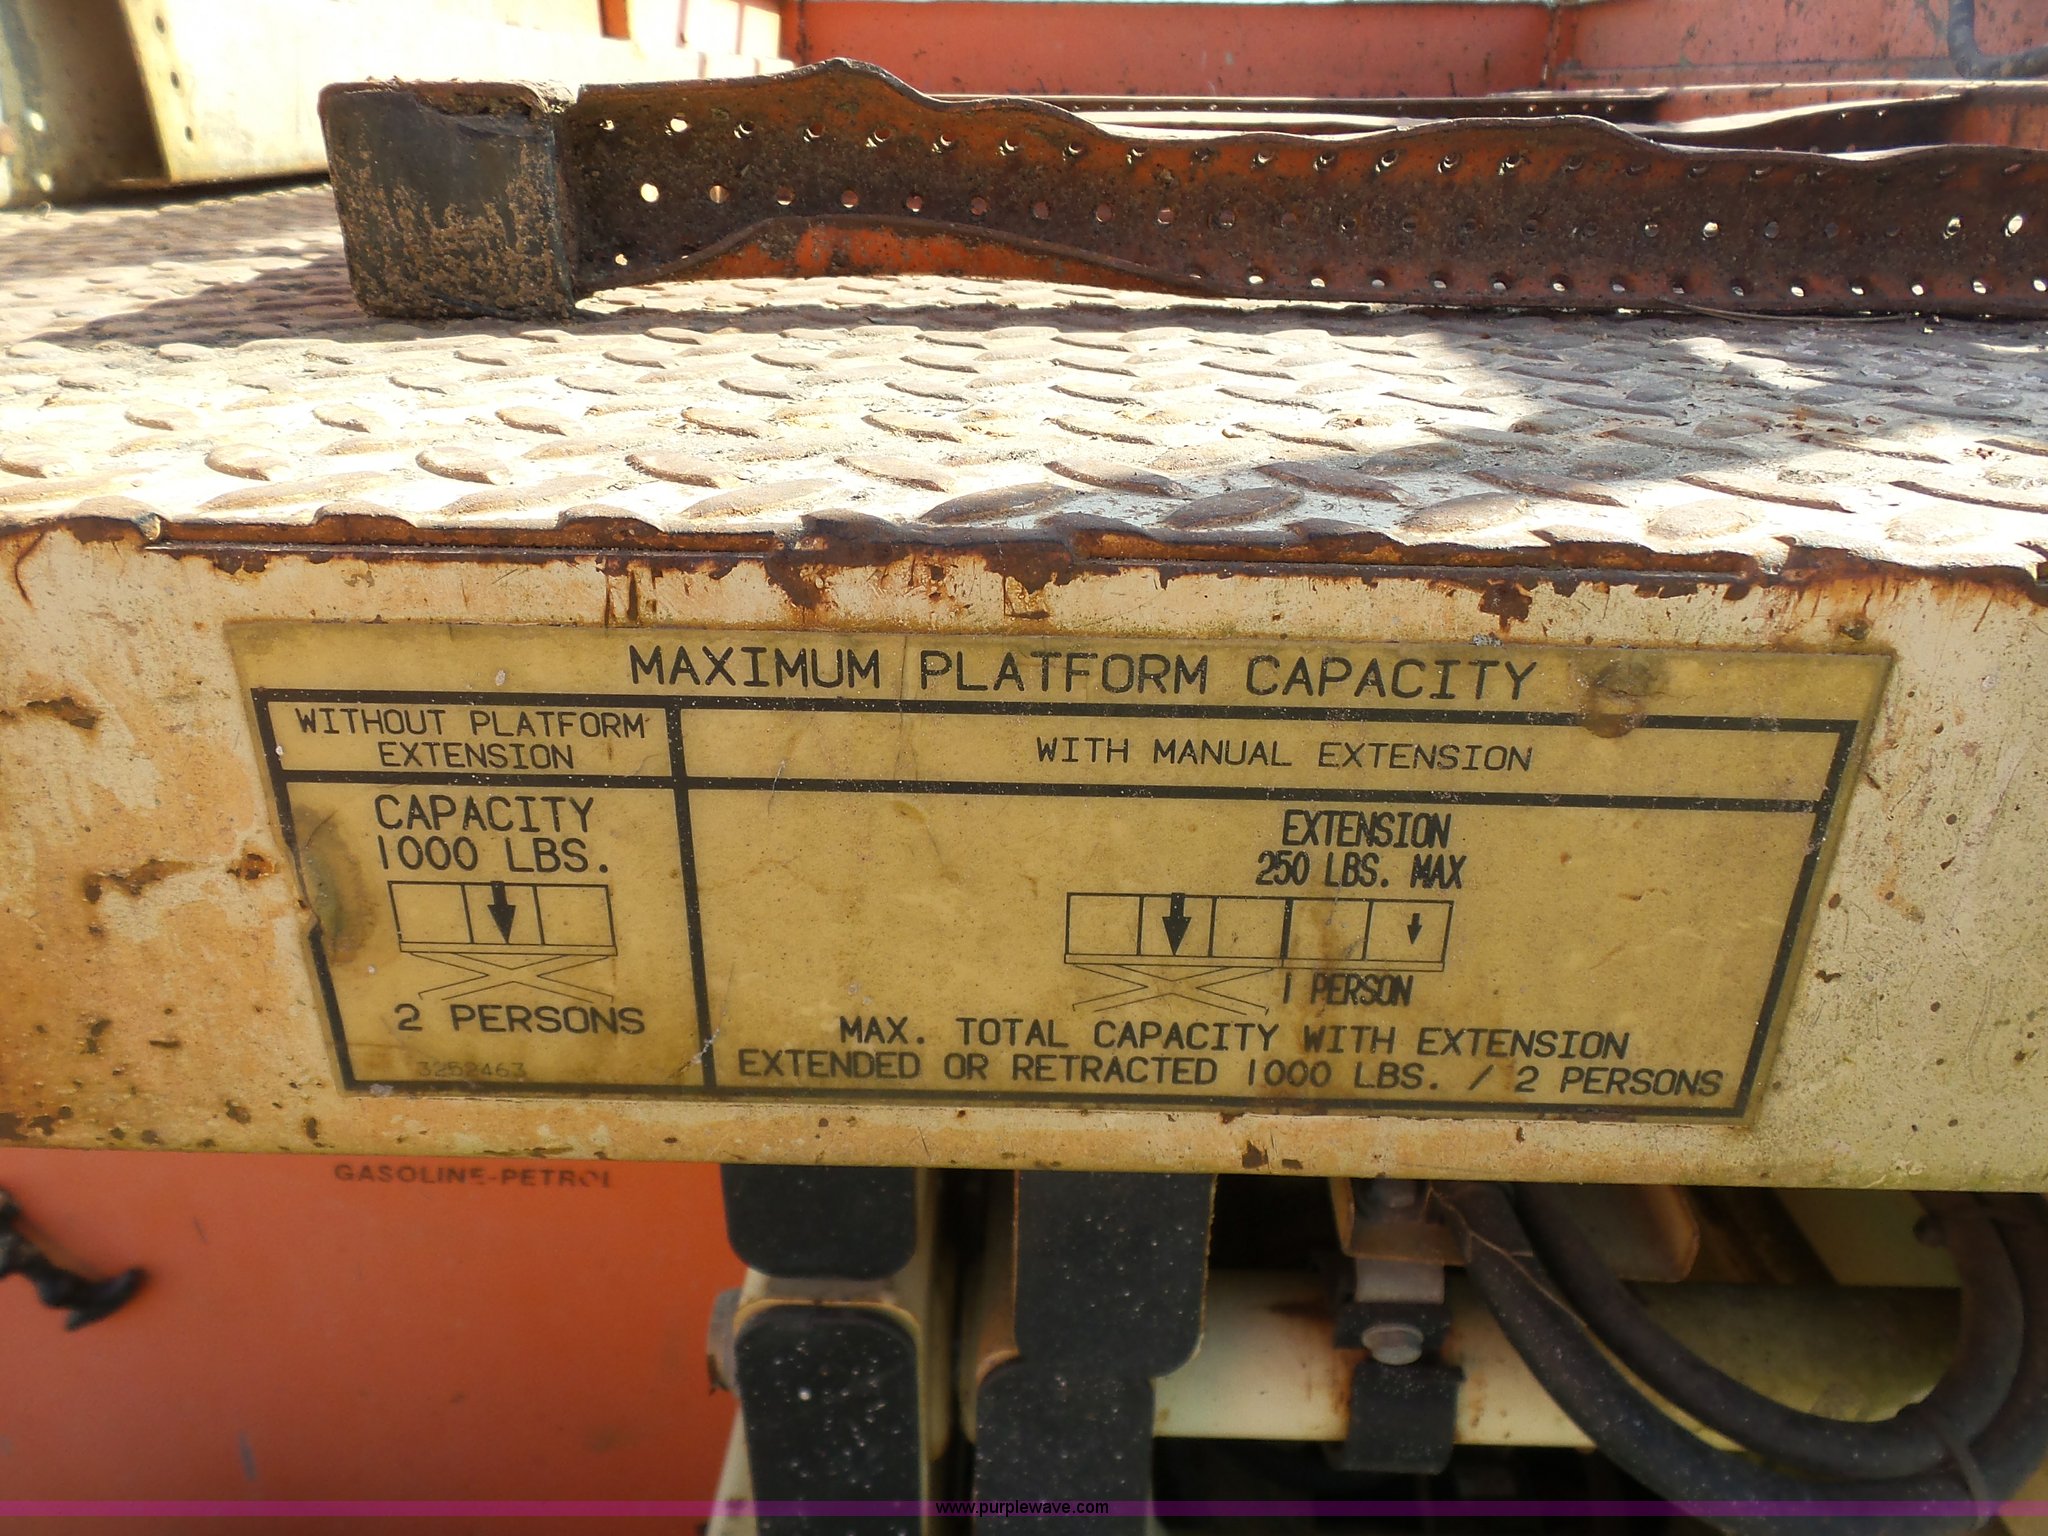 MAXIMUM PLATFORM CAPACITY
WITHOUT PLATFORM
EXTENSION
CAPACITY
1000 LBS.
2 PERSONS
3252463
WITH MANUAL EXTENSION
EXTENSION
250 LBS. MAX
1 PERSON
MAX. TOTAL CAPACITY WITH EXTENSION
EXTENDED OR RETRACTED 1000 LBS. / 2 PERSONS
GASOLINE-PETROL
www.purplewave.com